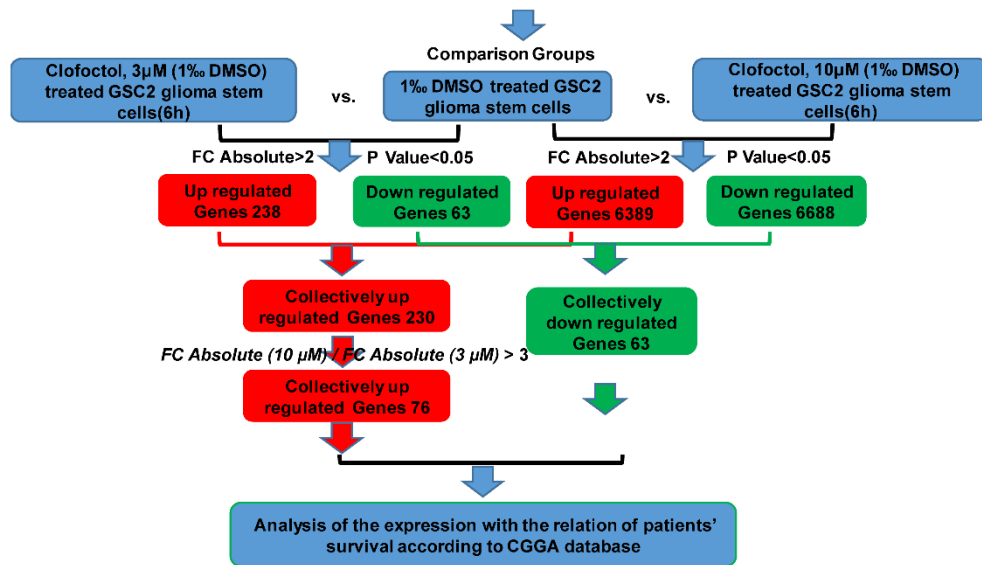 Comparison Groups
Clofoctol, 3μM (1‰ DMSO)
treated GSC2 glioma stem
cells(6h)
vs.
1‰ DMSO treated GSC2
glioma stem cells
vs.
Clofoctol, 10μM (1‰ DMSO)
treated GSC2 glioma stem
cells(6h)
FC Absolute>2
P Value<0.05
FC Absolute>2
P Value<0.05
Up regulated
Genes 238
Down regulated
Genes 63
Up regulated
Genes 6389
Down regulated
Genes 6688
Collectively up
regulated Genes 230
Collectively
down regulated
Genes 63
FC Absolute (10 μM) / FC Absolute (3 μM) > 3
Collectively up
regulated Genes 76
Analysis of the expression with the relation of patients’
survival according to CGGA database